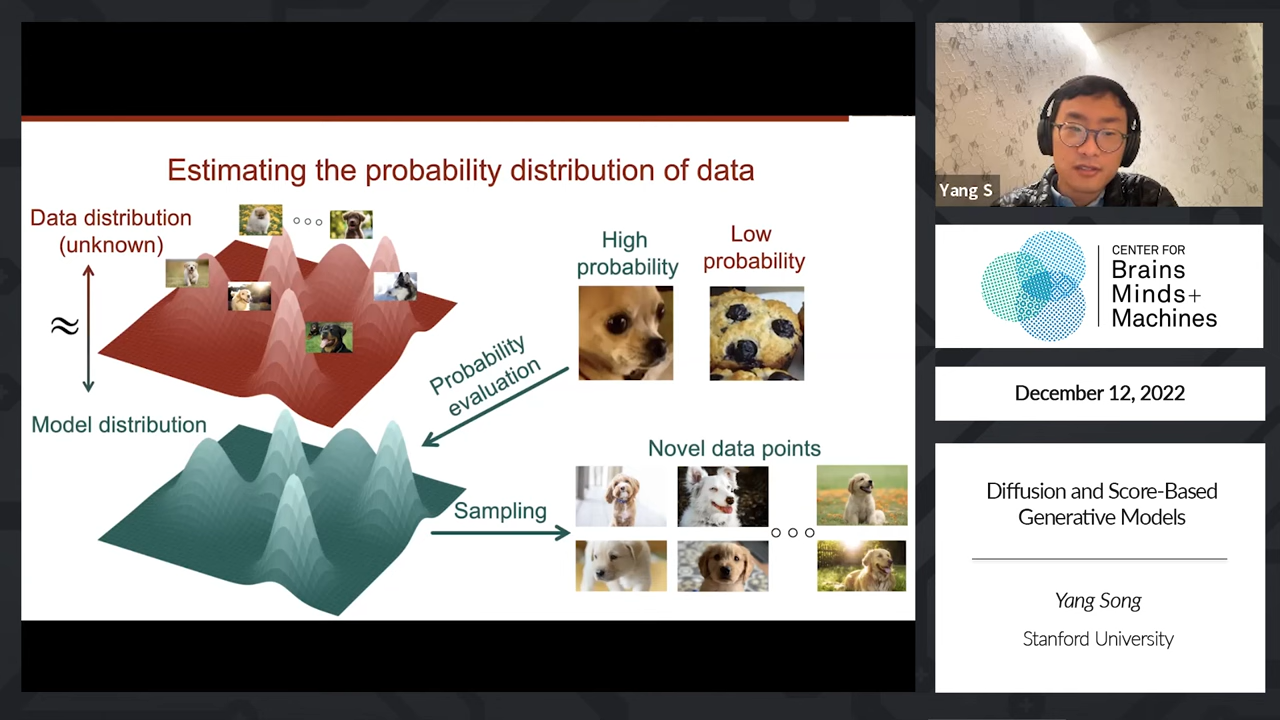 Estimating the probability distribution of data
Data distribution
(unknown)
≈
Model distribution
High
probability
Low
probability
Probability
evaluation
Sampling
Novel data points
Yang S
CENTER FOR
Brains
Minds+
Machines
December 12, 2022
Diffusion and Score-Based
Generative Models
Yang Song
Stanford University